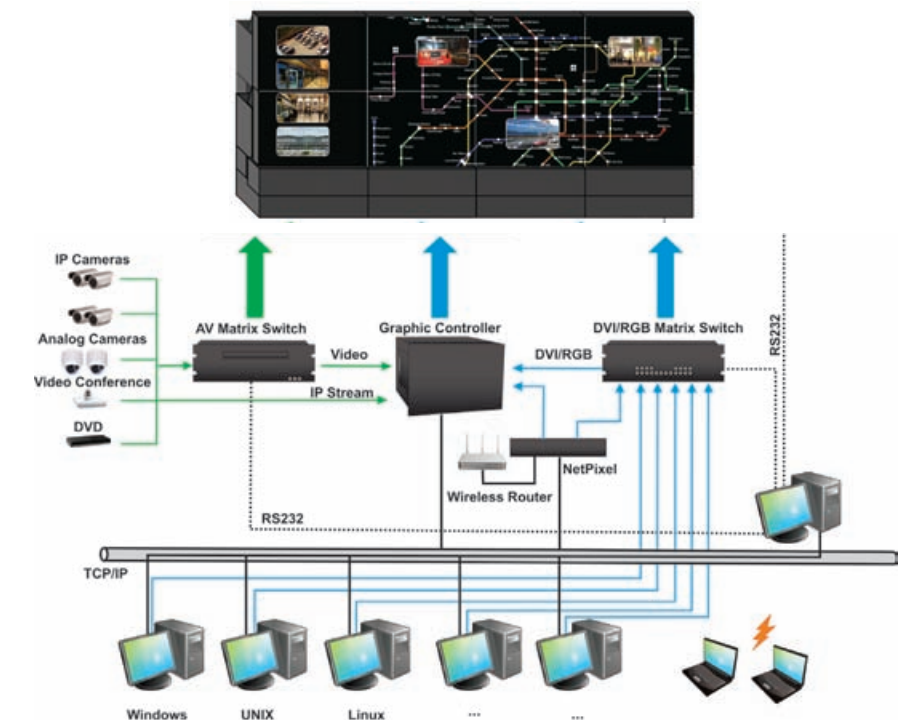 IP Cameras
Analog Cameras
Video Conference
DVD
AV Matrix Switch
Video
IP Stream
Graphic Controller
DVI/RGB
DVI/RGB Matrix Switch
RS232
NetPixel
Wireless Router
RS232
TCP/IP
Windows
UNIX
Linux
...
...